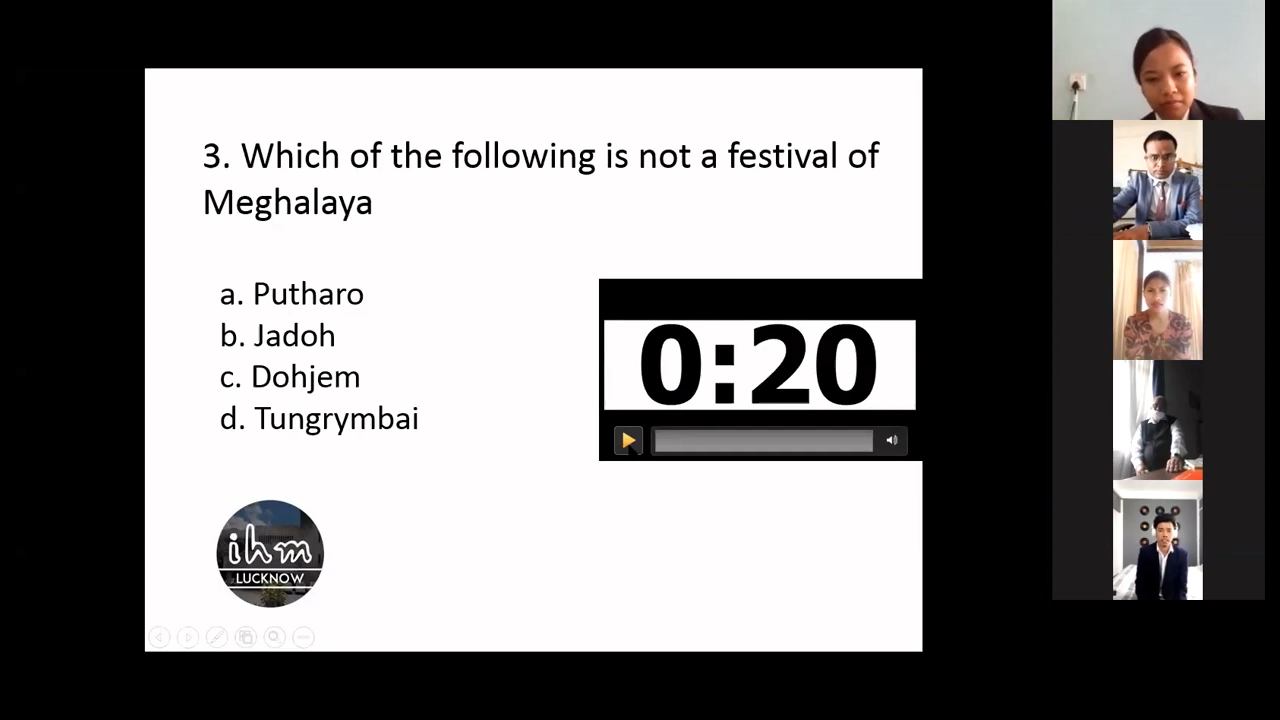 3. Which of the following is not a festival of
Meghalaya
a. Putharo
b. Jadoh
c. Dohjem
d. Tungrymbai
0:20
ihm
LUCKNOW